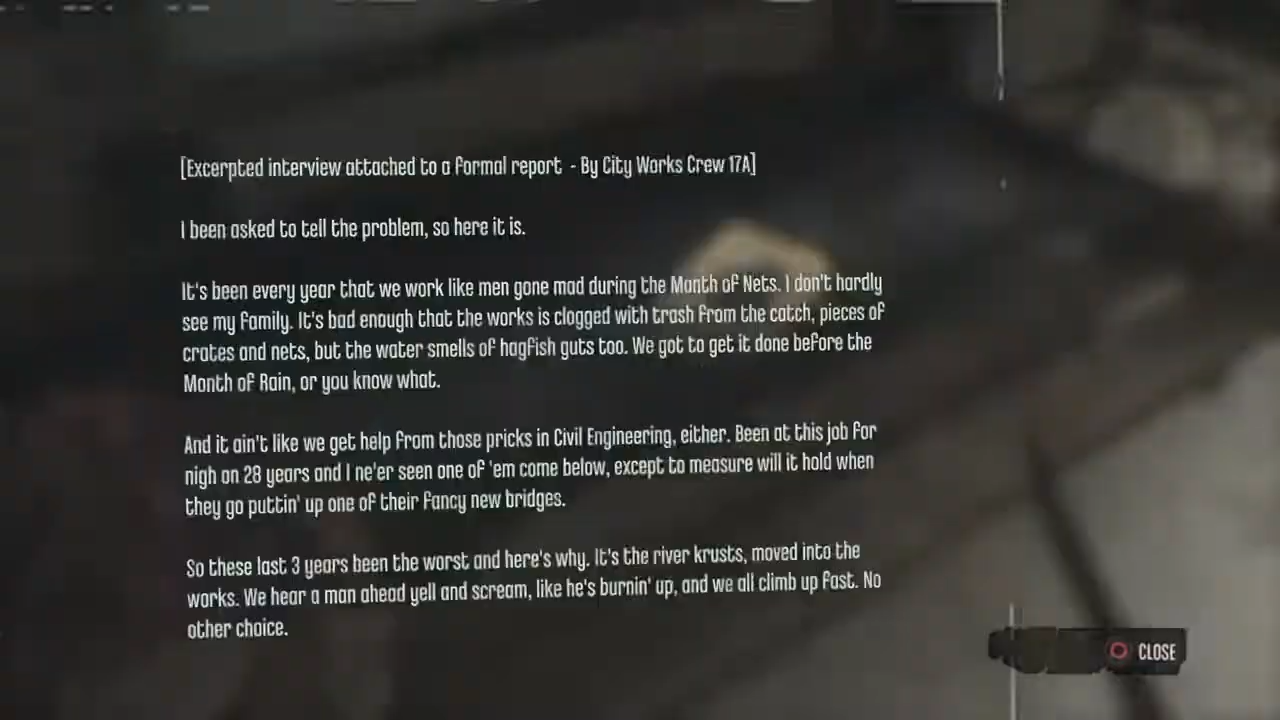 [Excerpted interview attached to a formal report - By City Works Crew 17A]
I been asked to tell the problem, so here it is.
It's been every year that we work like men gone mad during the Month of Nets. I don't hardly
see my family. It's bad enough that the works is clogged with trash from the catch, pieces of
crates and nets, but the water smells of hagfish guts too. We got to get it done before the
Month of Rain, or you know what.
And it ain't like we get help from those pricks in Civil Engineering, either. Been at this job for
nigh on 28 years and I ne'er seen one of 'em come below, except to measure will it hold when
they go puttin' up one of their fancy new bridges.
So these last 3 years been the worst and here's why. It's the river krusts, moved into the
works. We hear a man ahead yell and scream, like he's burnin' up, and we all climb up fast. No
other choice.
CLOSE